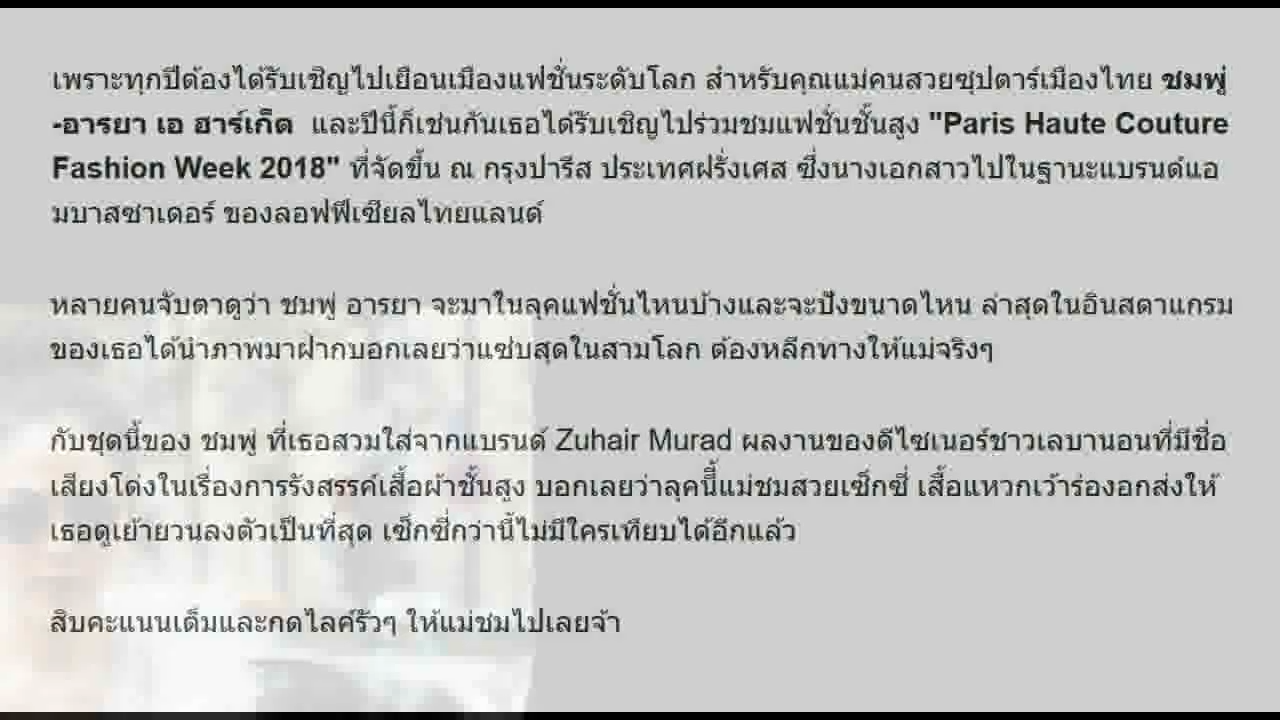 เพราะทุกปีต้องได้รับเชิญไปเยือนเมืองแฟชั่นระดับโลก สำหรับคุณแม่คนสวยซุปตาร์เมืองไทย ชมพู่
-อารยา เอ ฮาร์เก็ต และปีนี้ก็เช่นกันเธอได้รับเชิญไปร่วมชมแฟชั่นชั้นสูง "Paris Haute Couture
Fashion Week 2018" ที่จัดขึ้น ณ กรุงปารีส ประเทศฝรั่งเศส ซึ่งนางเอกสาวไปในฐานะแบรนด์แอ
มบาสซาเดอร์ ของลอฟฟีเซียลไทยแลนด์
หลายคนจับตาดูว่า ชมพู่ อารยา จะมาในลุคแฟชั่นไหนบ้างและจะปังขนาดไหน ล่าสุดในอินสตาแกรม
ของเธอได้นำภาพมาฝากบอกเลยว่าแซ่บสุดในสามโลก ต้องหลีกทางให้แม่จริงๆ
กับชุดนี้ของ ชมพู่ ที่เธอสวมใส่จากแบรนด์ Zuhair Murad ผลงานของดีไซเนอร์ชาวเลบานอนที่มีชื่อ
เสียงโด่งในเรื่องการรังสรรค์เสื้อผ้าชั้นสูง บอกเลยว่าลุคนี้แม่ชมสวยเซ็กซี่ เสื้อแหวกเว้าร่องอกส่งให้
เธอดูเย้ายวนลงตัวเป็นที่สุด เซ็กซี่กว่านี้ไม่มีใครเทียบได้อีกแล้ว
สิบคะแนนเต็มและกดไลค์รัวๆ ให้แม่ชมไปเลยจ้า